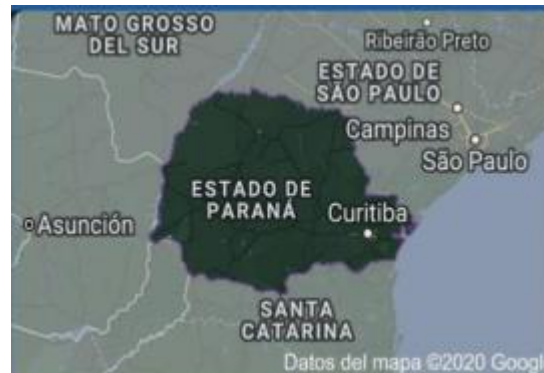 MATO GROSSO
DEL SUR
Ribeirão Preto
ESTADO DE
SÃO PAULO
Campinas
São Paulo
ESTADO DE
PARANÁ
Curitiba
Asunción
SANTA
CATARINA
Datos del mapa ©2020 Googl